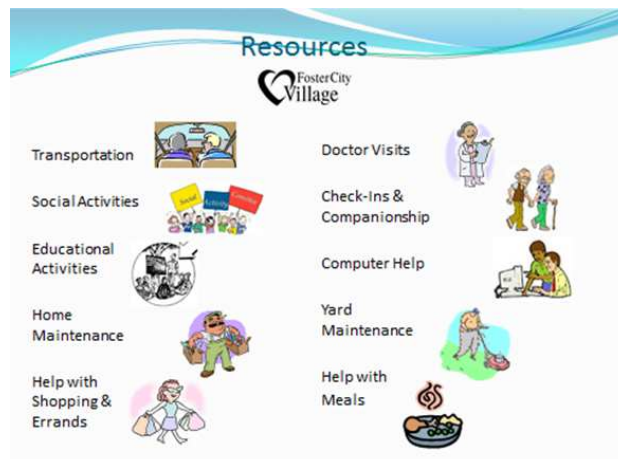 Resources
FosterCity
Village
Transportation
Social Activities
Social
Activity
Educational
Activities
Home
Maintenance
Help with
Shopping &
Errands
Doctor Visits
Check-Ins &
Companionship
Computer Help
Yard
Maintenance
Help with
Meals